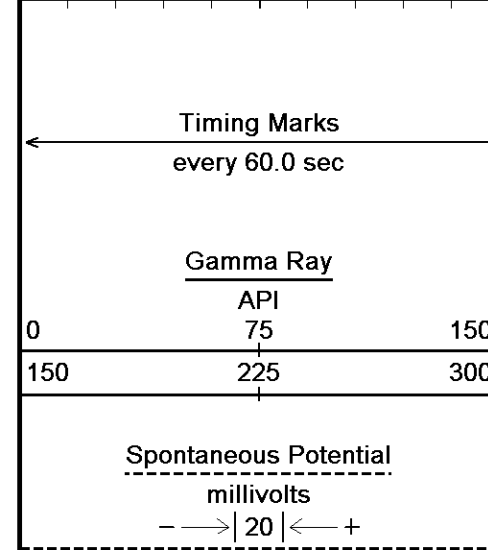 Timing Marks
every 60.0 sec
Gamma Ray
API
0 75 150
150 225 300
Spontaneous Potential
millivolts
− 20 +